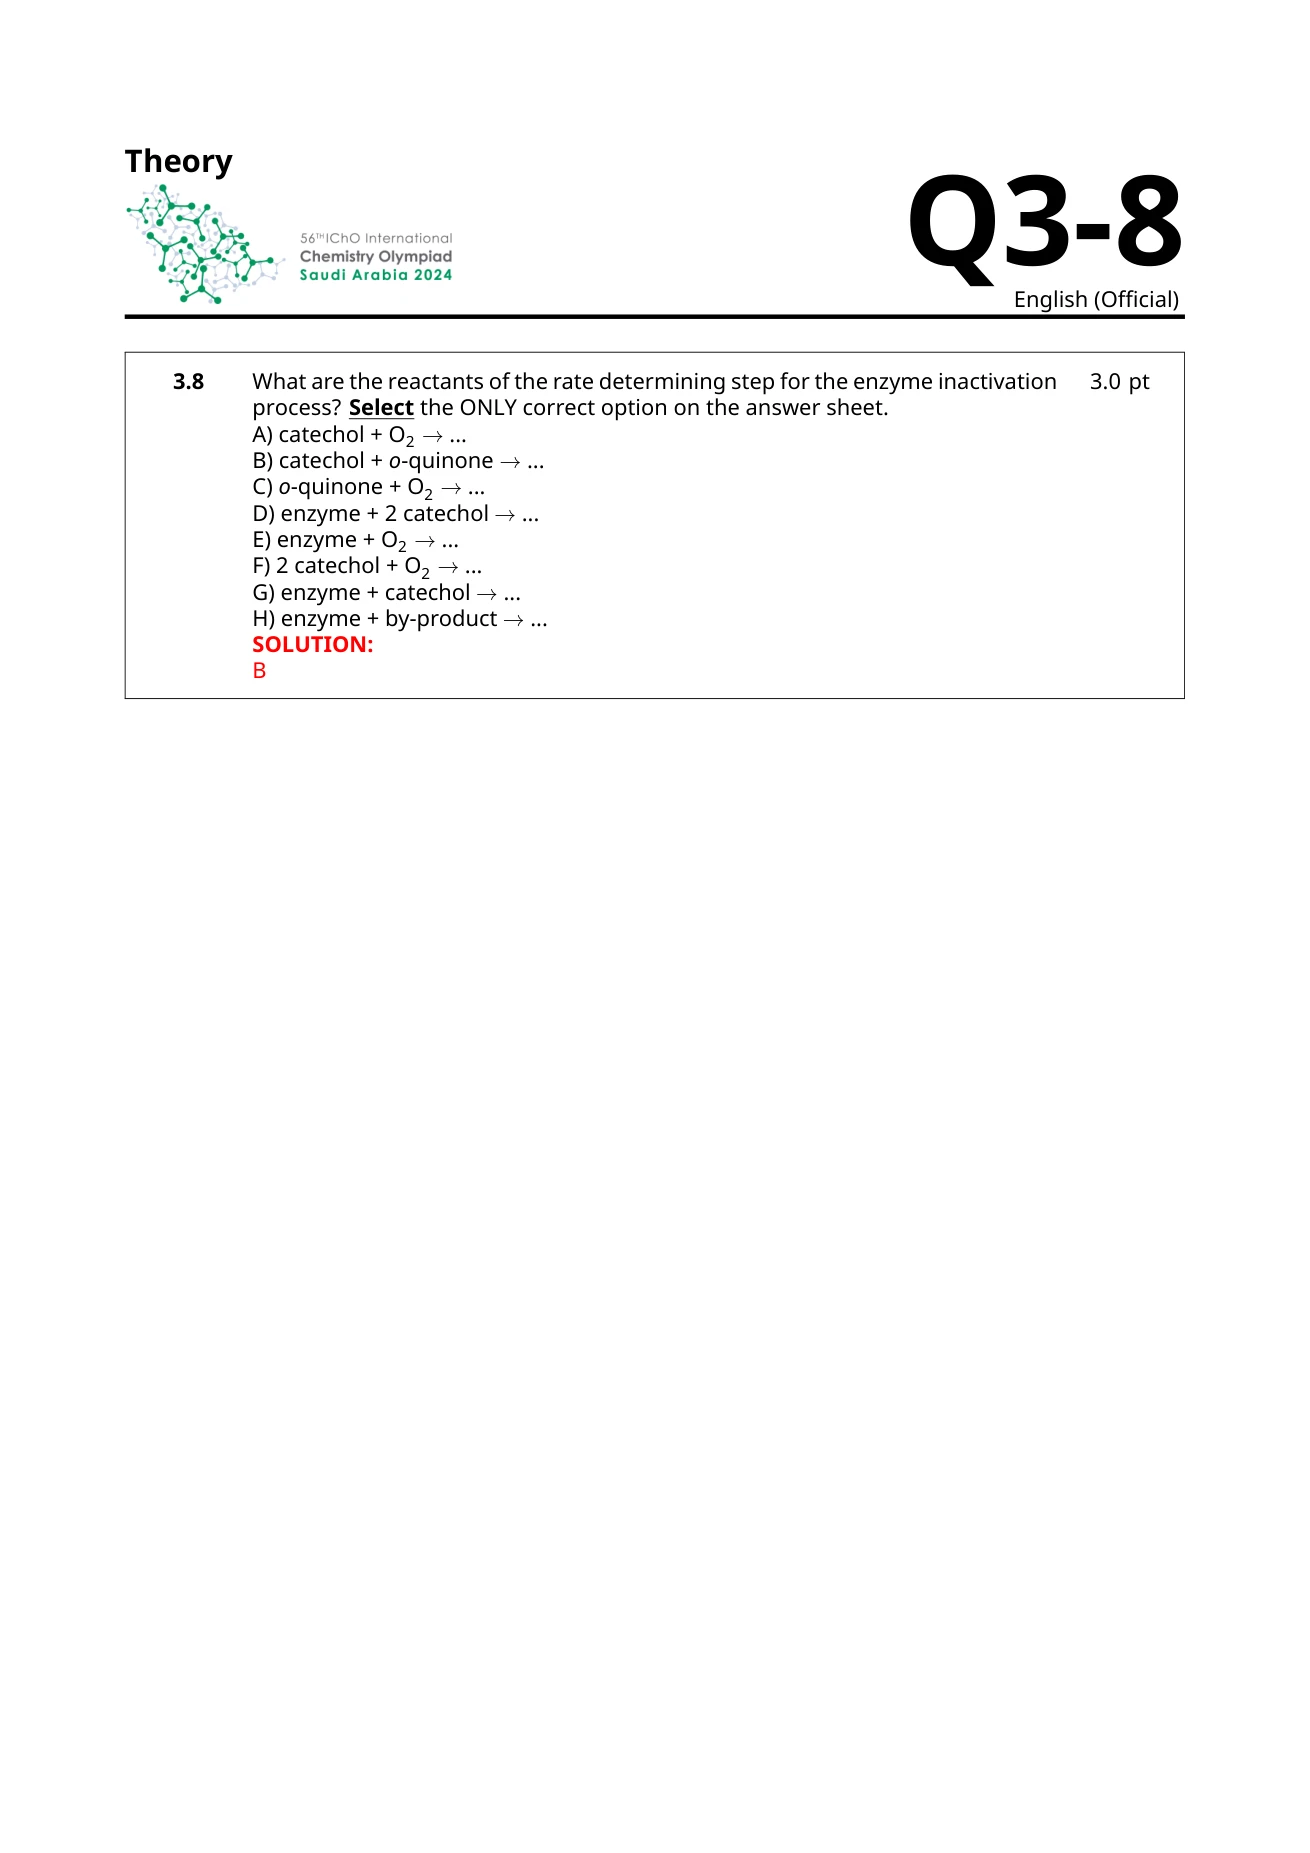 Theory
56ᵀᴴIChO International
Chemistry Olympiad
Saudi Arabia 2024
Q3-8
English (Official)
3.8 What are the reactants of the rate determining step for the enzyme inactivation 3.0 pt
process? Select the ONLY correct option on the answer sheet.
A) catechol + O₂ → ...
B) catechol + o-quinone → ...
C) o-quinone + O₂ → ...
D) enzyme + 2 catechol → ...
E) enzyme + O₂ → ...
F) 2 catechol + O₂ → ...
G) enzyme + catechol → ...
H) enzyme + by-product → ...
SOLUTION:
B